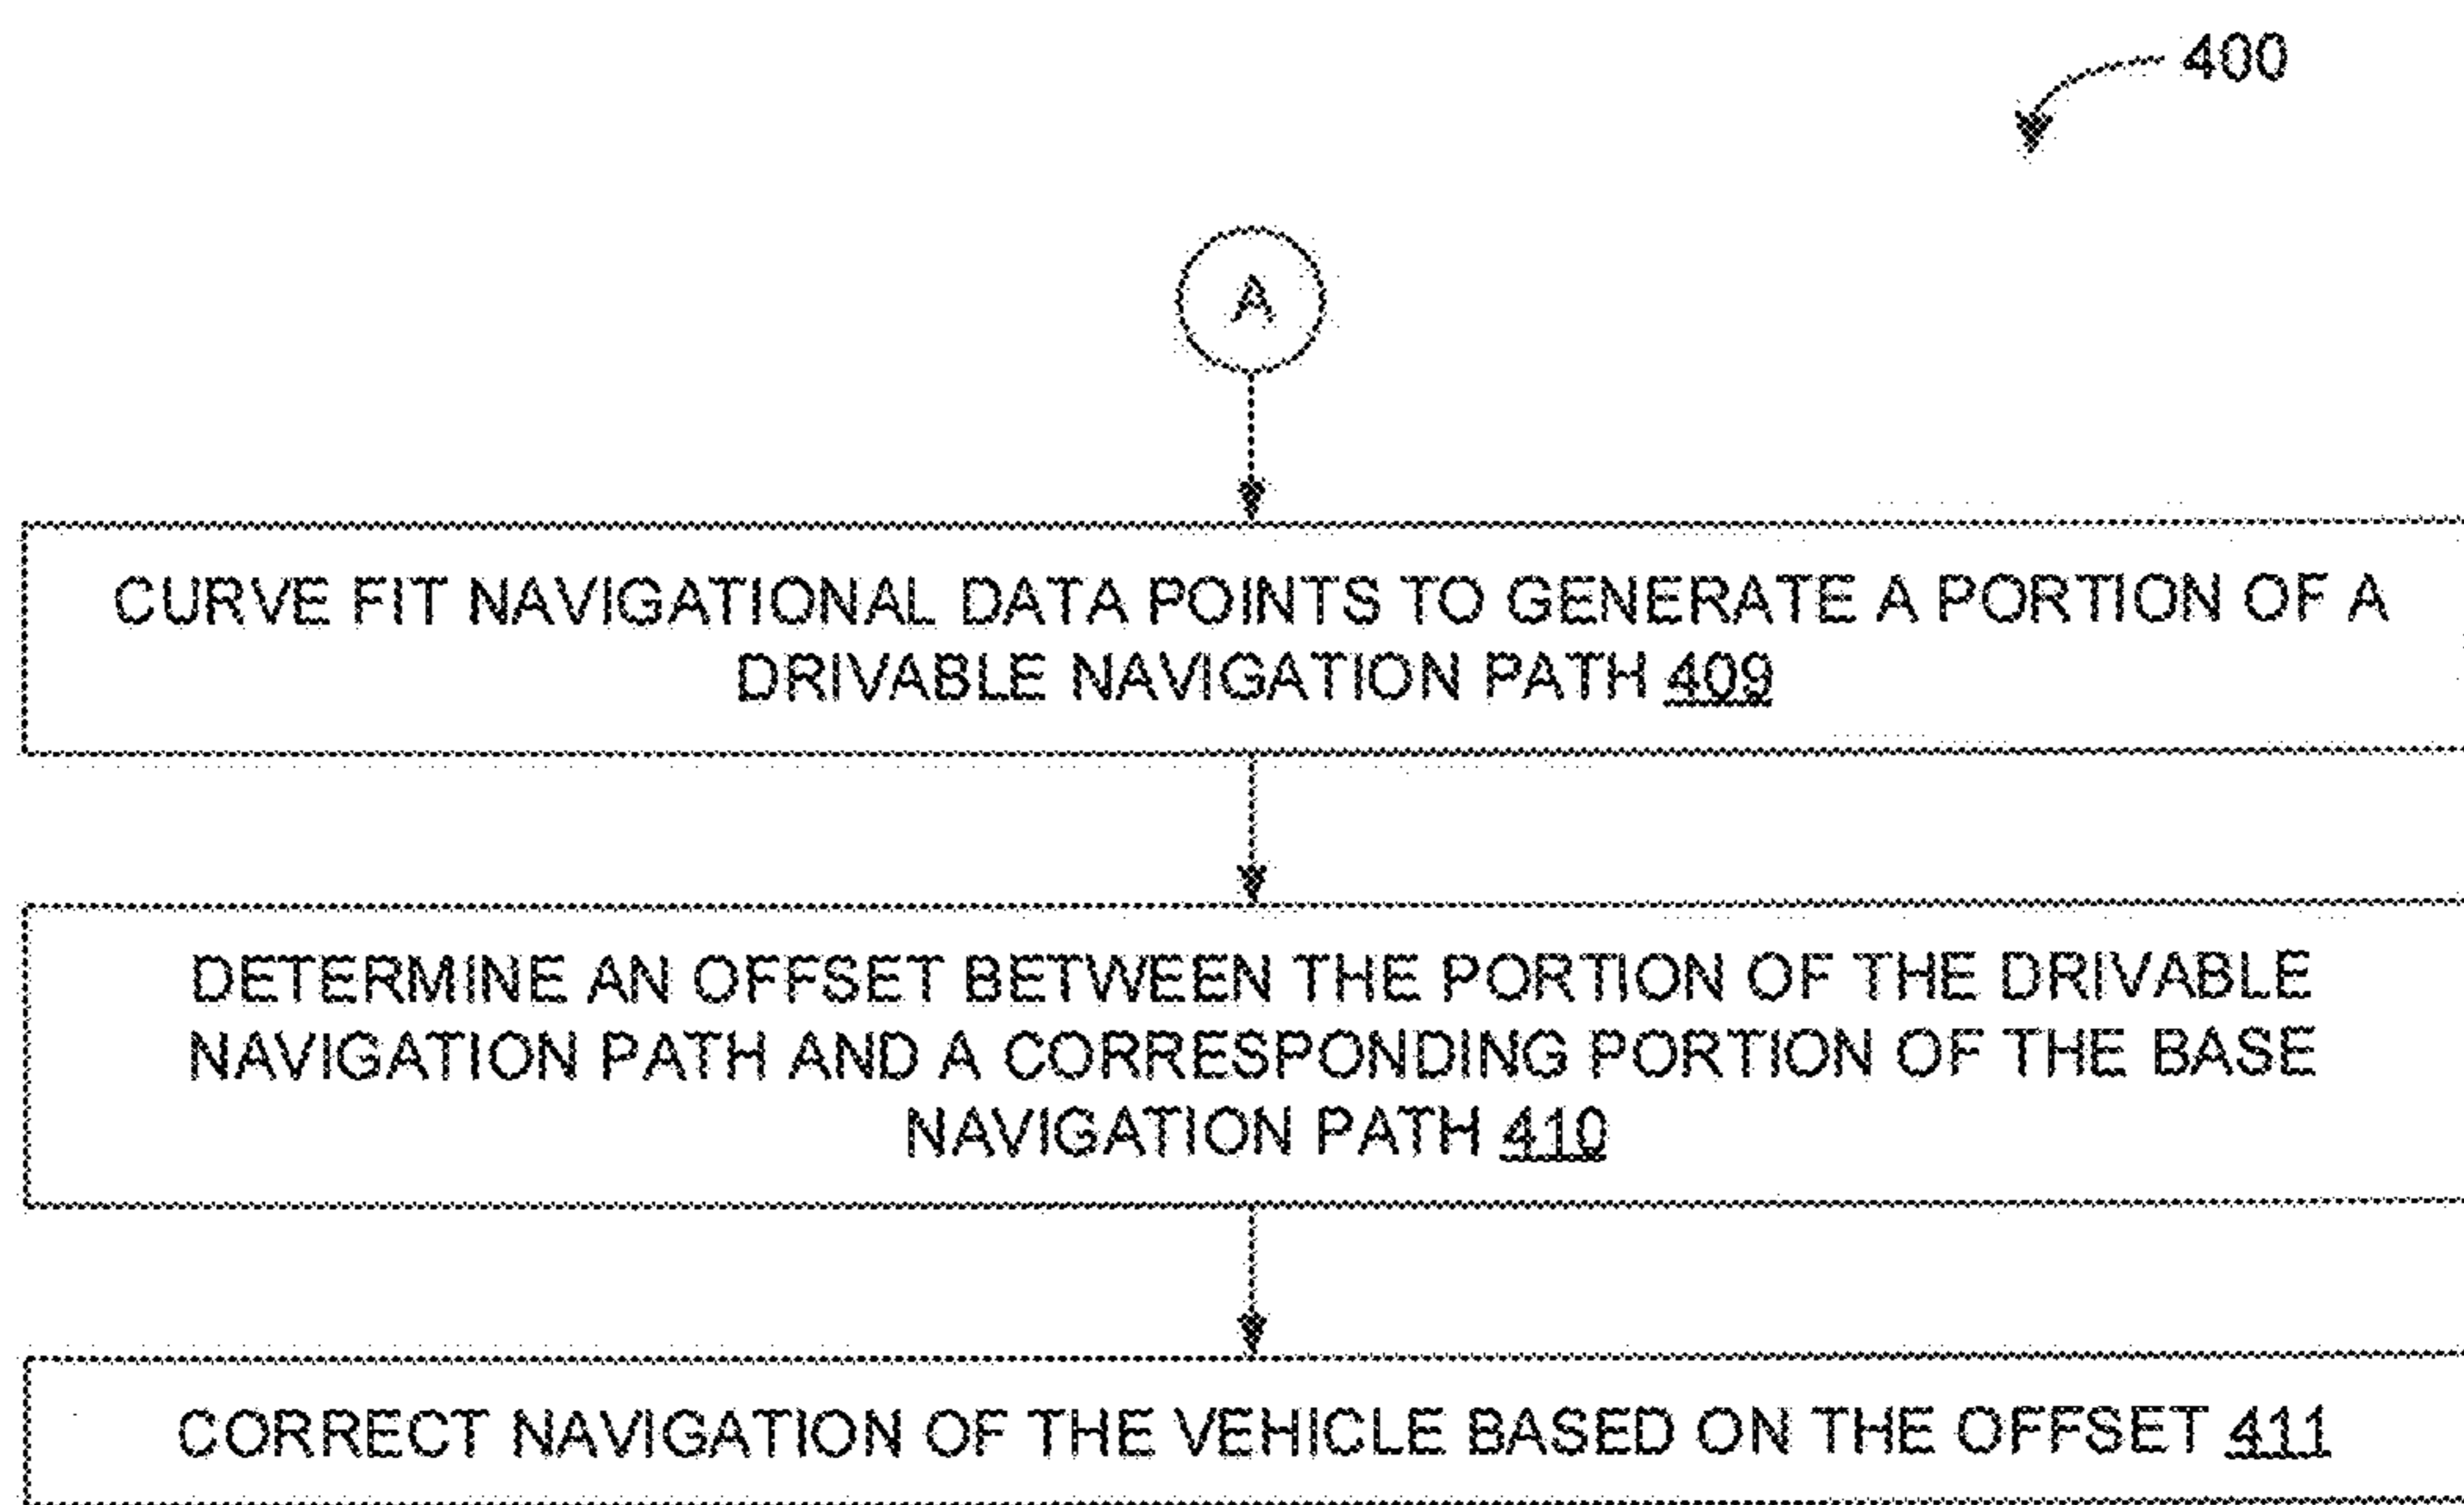 400
A
CURVE FIT NAVIGATIONAL DATA POINTS TO GENERATE A PORTION OF A
DRIVABLE NAVIGATION PATH 409
DETERMINE AN OFFSET BETWEEN THE PORTION OF THE DRIVABLE
NAVIGATION PATH AND A CORRESPONDING PORTION OF THE BASE
NAVIGATION PATH 410
CORRECT NAVIGATION OF THE VEHICLE BASED ON THE OFFSET 411